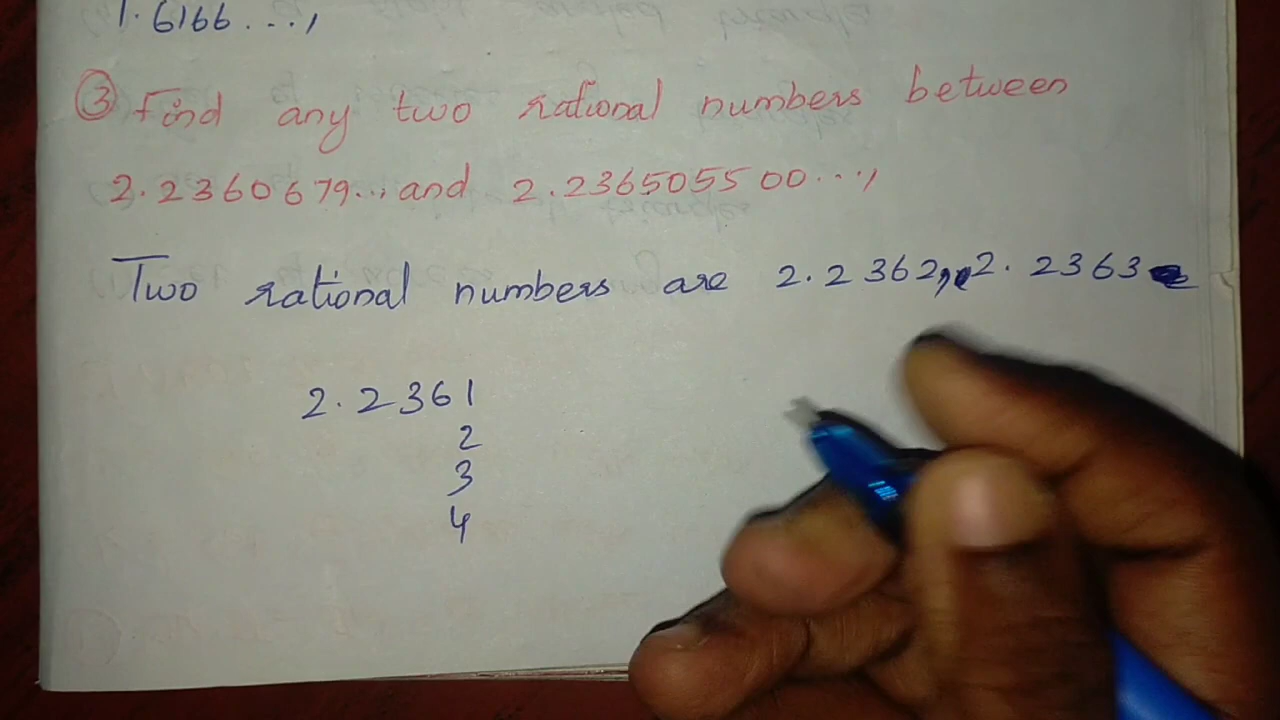 1.6166...,
③ Find any two rational numbers between
2.2360679... and 2.236505500...,
Two rational numbers are 2.2362, 2.2363
2.2361
2
3
4